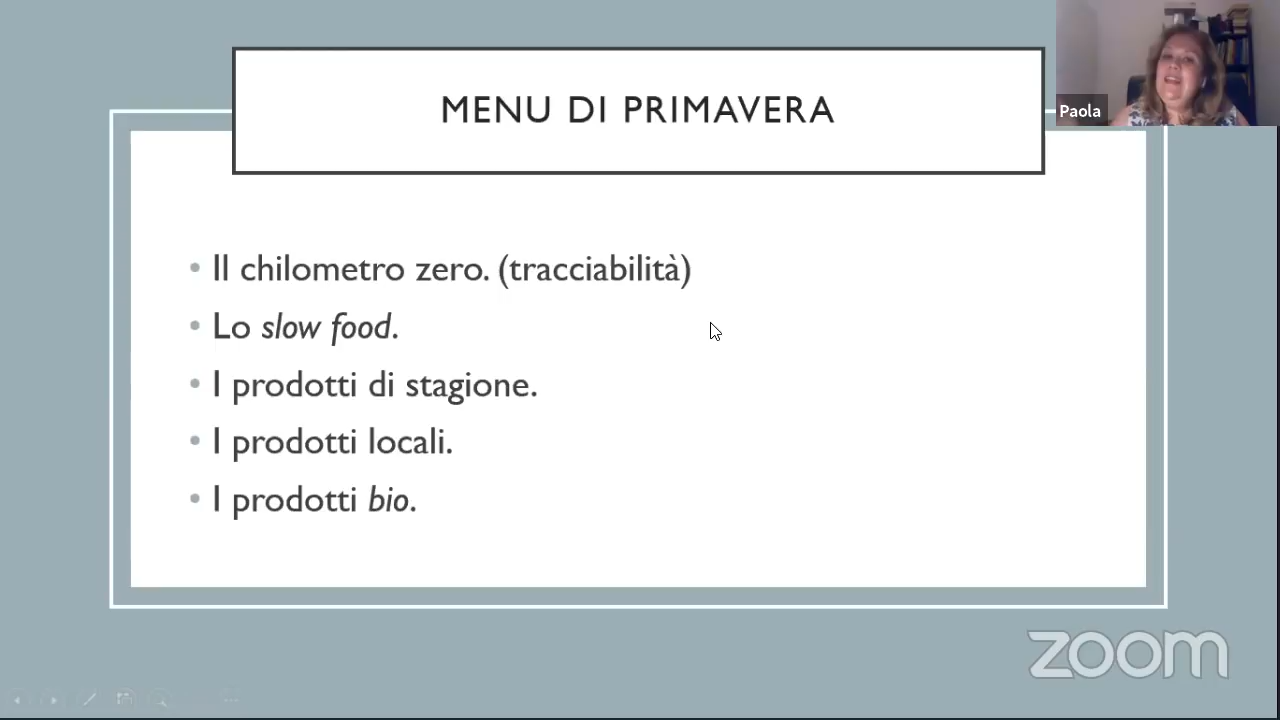 MENU DI PRIMAVERA
Paola
• Il chilometro zero. (tracciabilità)
• Lo slow food.
• I prodotti di stagione.
• I prodotti locali.
• I prodotti bio.
zoom